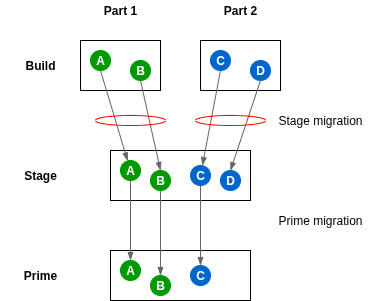 Part 1 Part 2
Build A B C D
Stage migration
Stage A B C D
Prime migration
Prime A B C